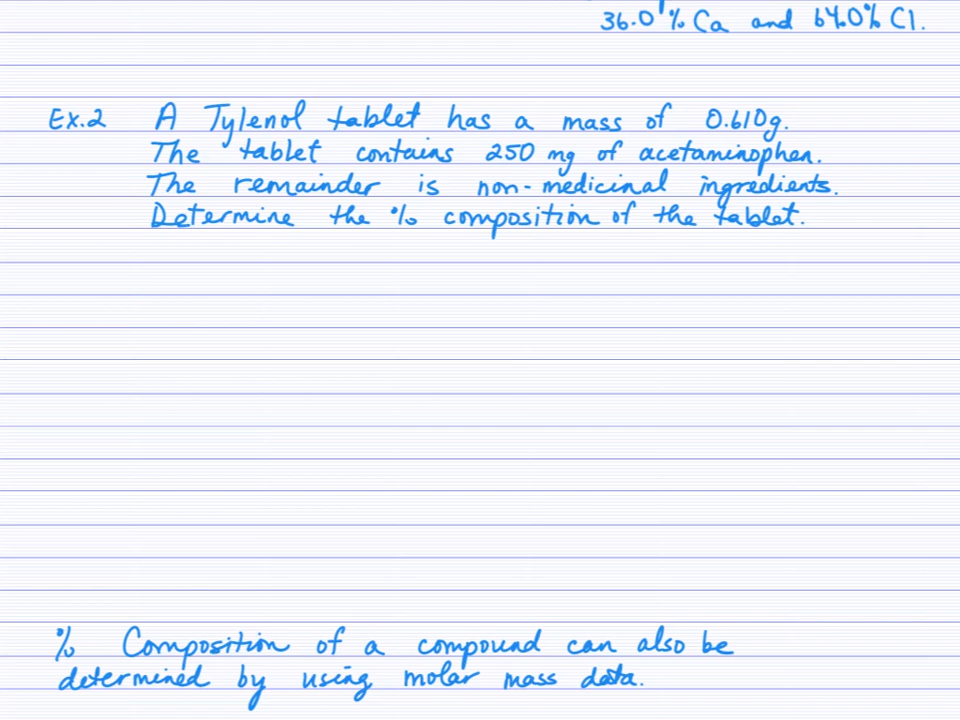 36.0% Ca and 64.0% Cl.
Ex.2 A Tylenol tablet has a mass of 0.610g.
The tablet contains 250 mg of acetaminophen.
The remainder is non-medicinal ingredients.
Determine the % composition of the tablet.
% Composition of a compound can also be
determined by using molar mass data.